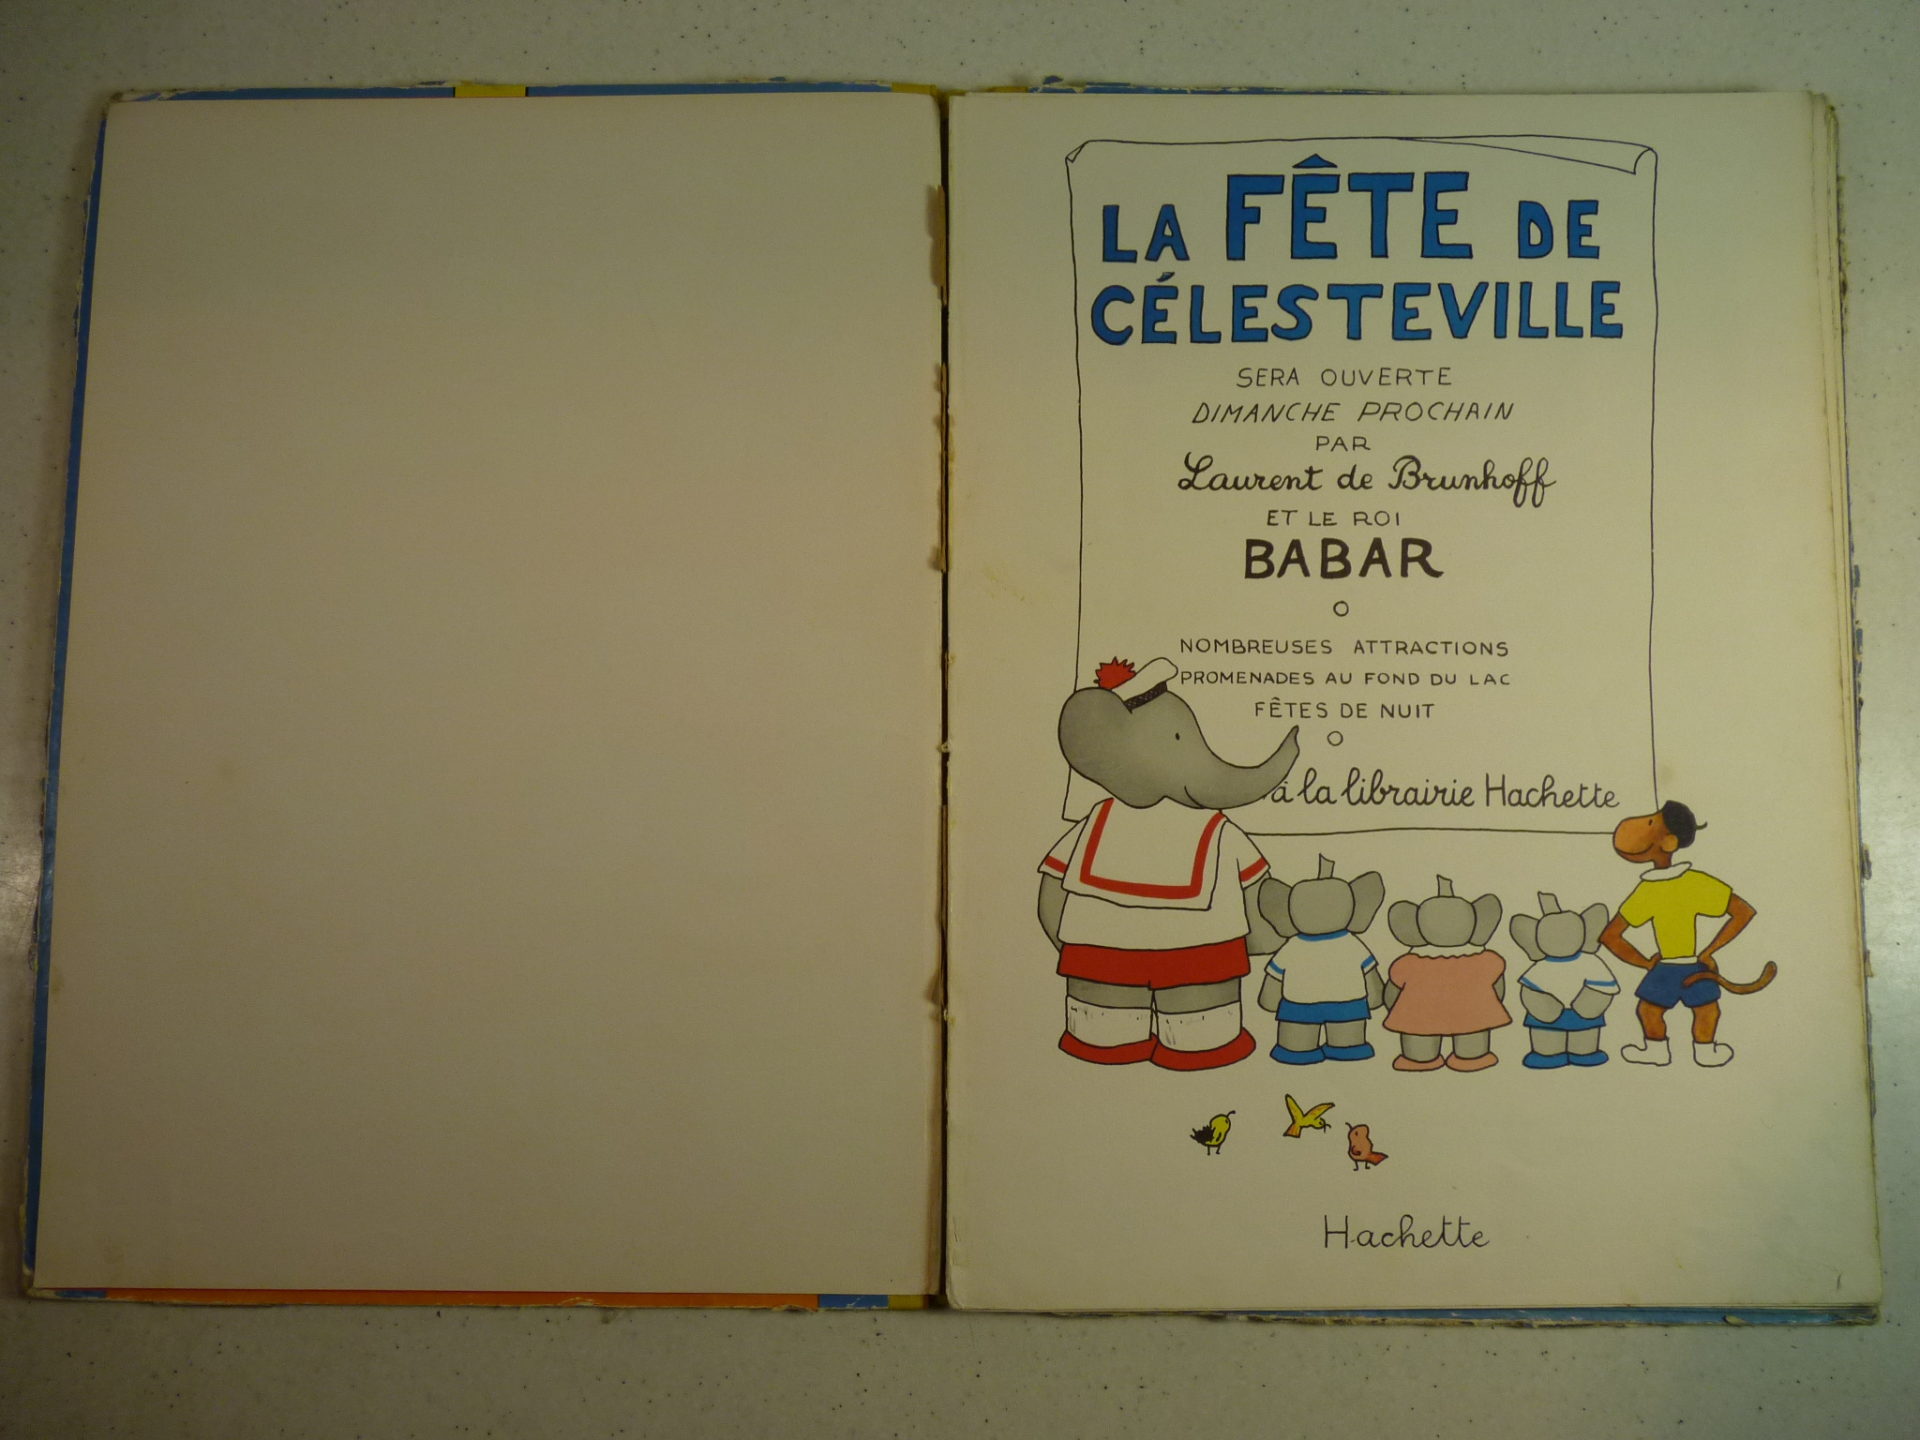 LA FÊTE DE
CÉLESTEVILLE
SERA OUVERTE
DIMANCHE PROCHAIN
PAR
Laurent de Brunhoff
ET LE ROI
BABAR
NOMBREUSES ATTRACTIONS
PROMENADES AU FOND DU LAC
FÊTES DE NUIT
à la librairie Hachette
Hachette